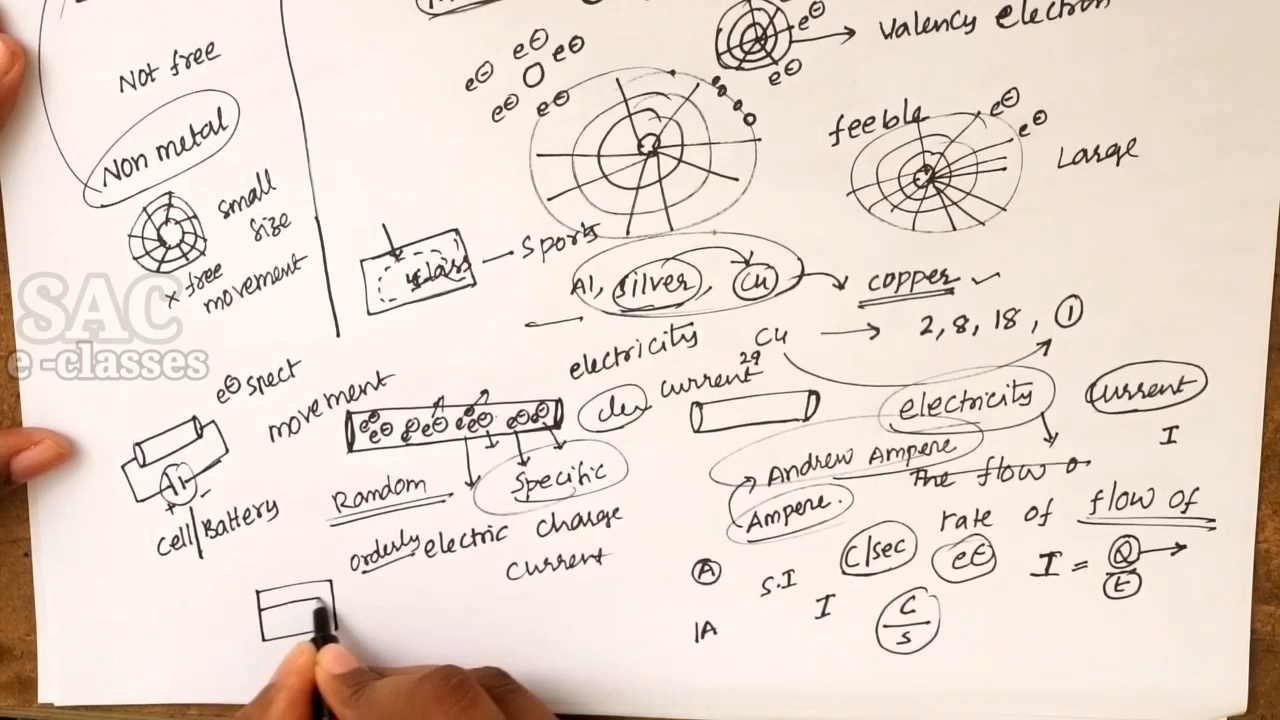 Not free
Non metal
small
size
x free
movement
SAC
e-classes
e⊖ e⊖ e⊖
e⊖ e⊖
e⊖
e⊖
Valency electron
feeble
e⊖
e⊖
Large
Sports
Al, silver, Cu
copper ✓
electricity
Cu → 2, 8, 18, 1
29
current
e⊖ spect
movement
e⊖ e⊖ e⊖ e⊖ e⊖ e⊖ e⊖ e⊖
electricity
current
I
Andrew Ampere
The flow o
Ampere.
Random
Specific
+ -
cell/Battery
orderly
electric charge
current
rate of flow of
C/sec
I = Q/t
A
S.I
I
C/s
1A